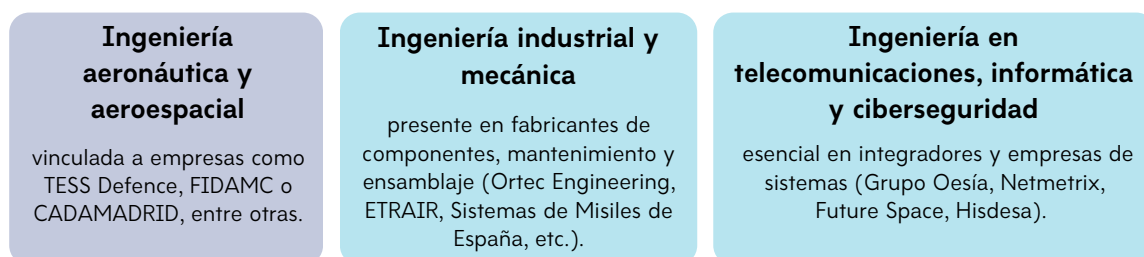 Ingeniería
aeronáutica y
aeroespacial
vinculada a empresas como
TESS Defence, FIDAMC o
CADAMADRID, entre otras.
Ingeniería industrial y
mecánica
presente en fabricantes de
componentes, mantenimiento y
ensamblaje (Ortec Engineering,
ETRAIR, Sistemas de Misiles de
España, etc.).
Ingeniería en
telecomunicaciones, informática
y ciberseguridad
esencial en integradores y empresas de
sistemas (Grupo Oesía, Netmetrix,
Future Space, Hisdesa).